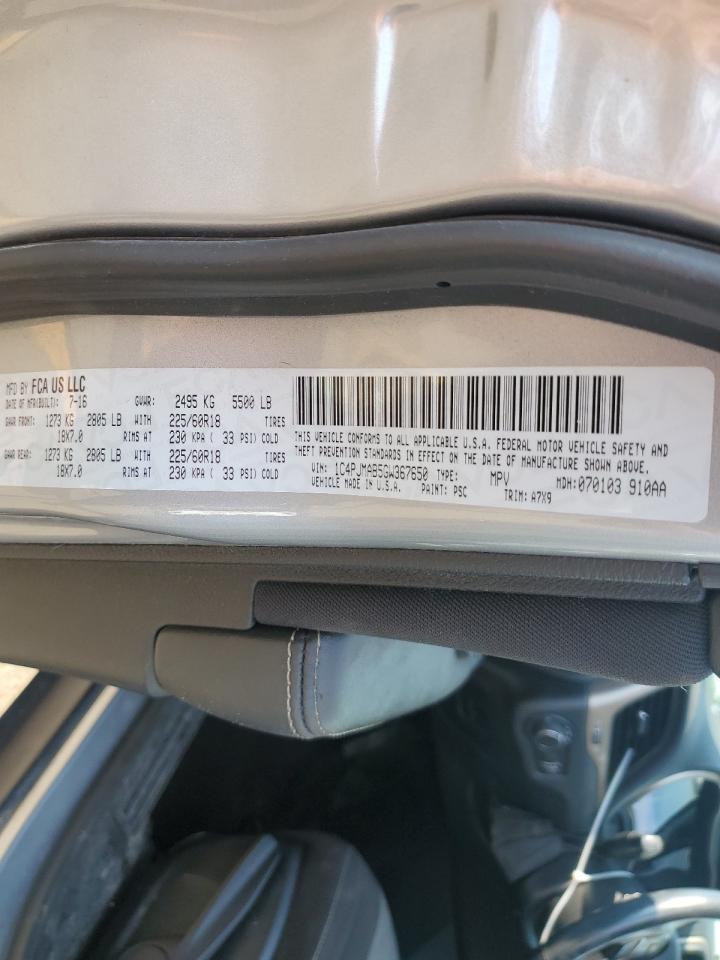 MFD BY FCA US LLC
DATE OF MFR(BUILT): 7-16 GVWR: 2495 KG 5500 LB
GAWR FRONT: 1273 KG 2805 LB WITH 225/60R18 TIRES
18X7.0 RIMS AT 230 KPA ( 33 PSI) COLD
GAWR REAR: 1273 KG 2805 LB WITH 225/60R18 TIRES
18X7.0 RIMS AT 230 KPA ( 33 PSI) COLD
THIS VEHICLE CONFORMS TO ALL APPLICABLE U.S.A. FEDERAL MOTOR VEHICLE SAFETY AND
THEFT PREVENTION STANDARDS IN EFFECT ON THE DATE OF MANUFACTURE SHOWN ABOVE.
VIN: 1C4PJMAB5GW367650 TYPE: MPV MDH: 070103 910AA
VEHICLE MADE IN U.S.A. PAINT: PSC TRIM: A7X9